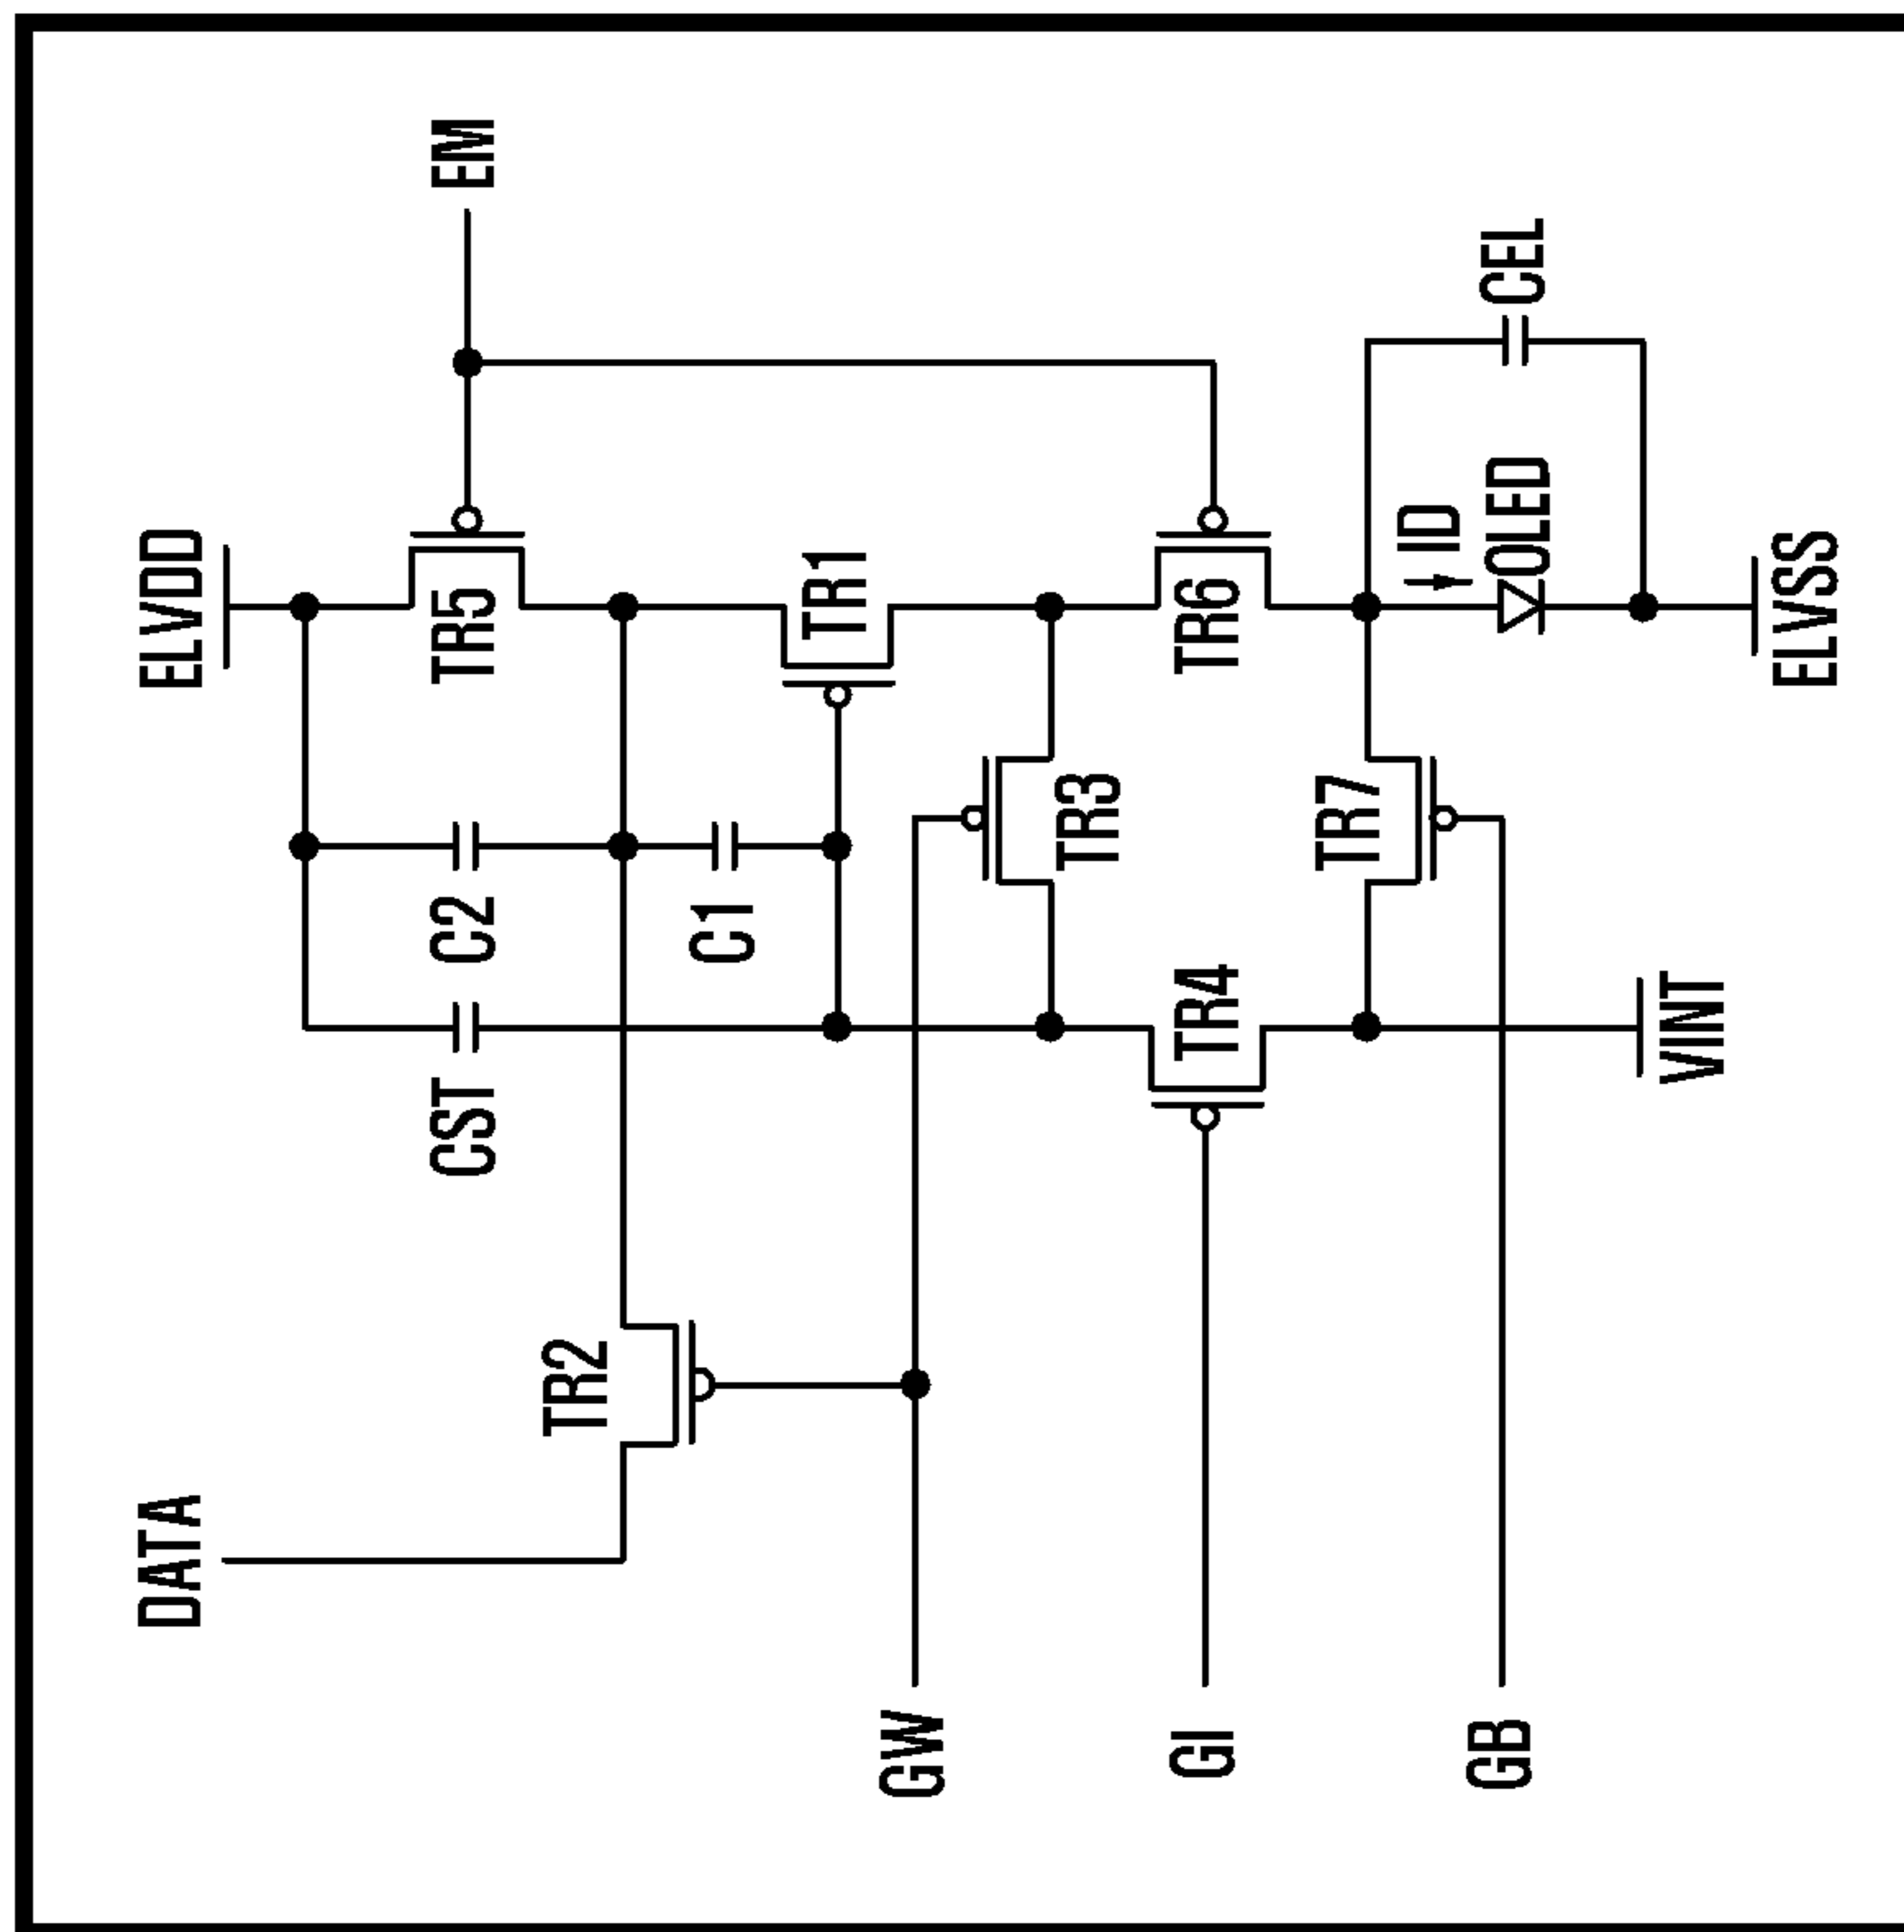 DATA
ELVDD
CST
C2
TR5
EM
TR2
C1
TR1
GW
TR3
GI
TR4
TR6
TR7
ID
GB
OLED
CEL
VINT
ELVSS